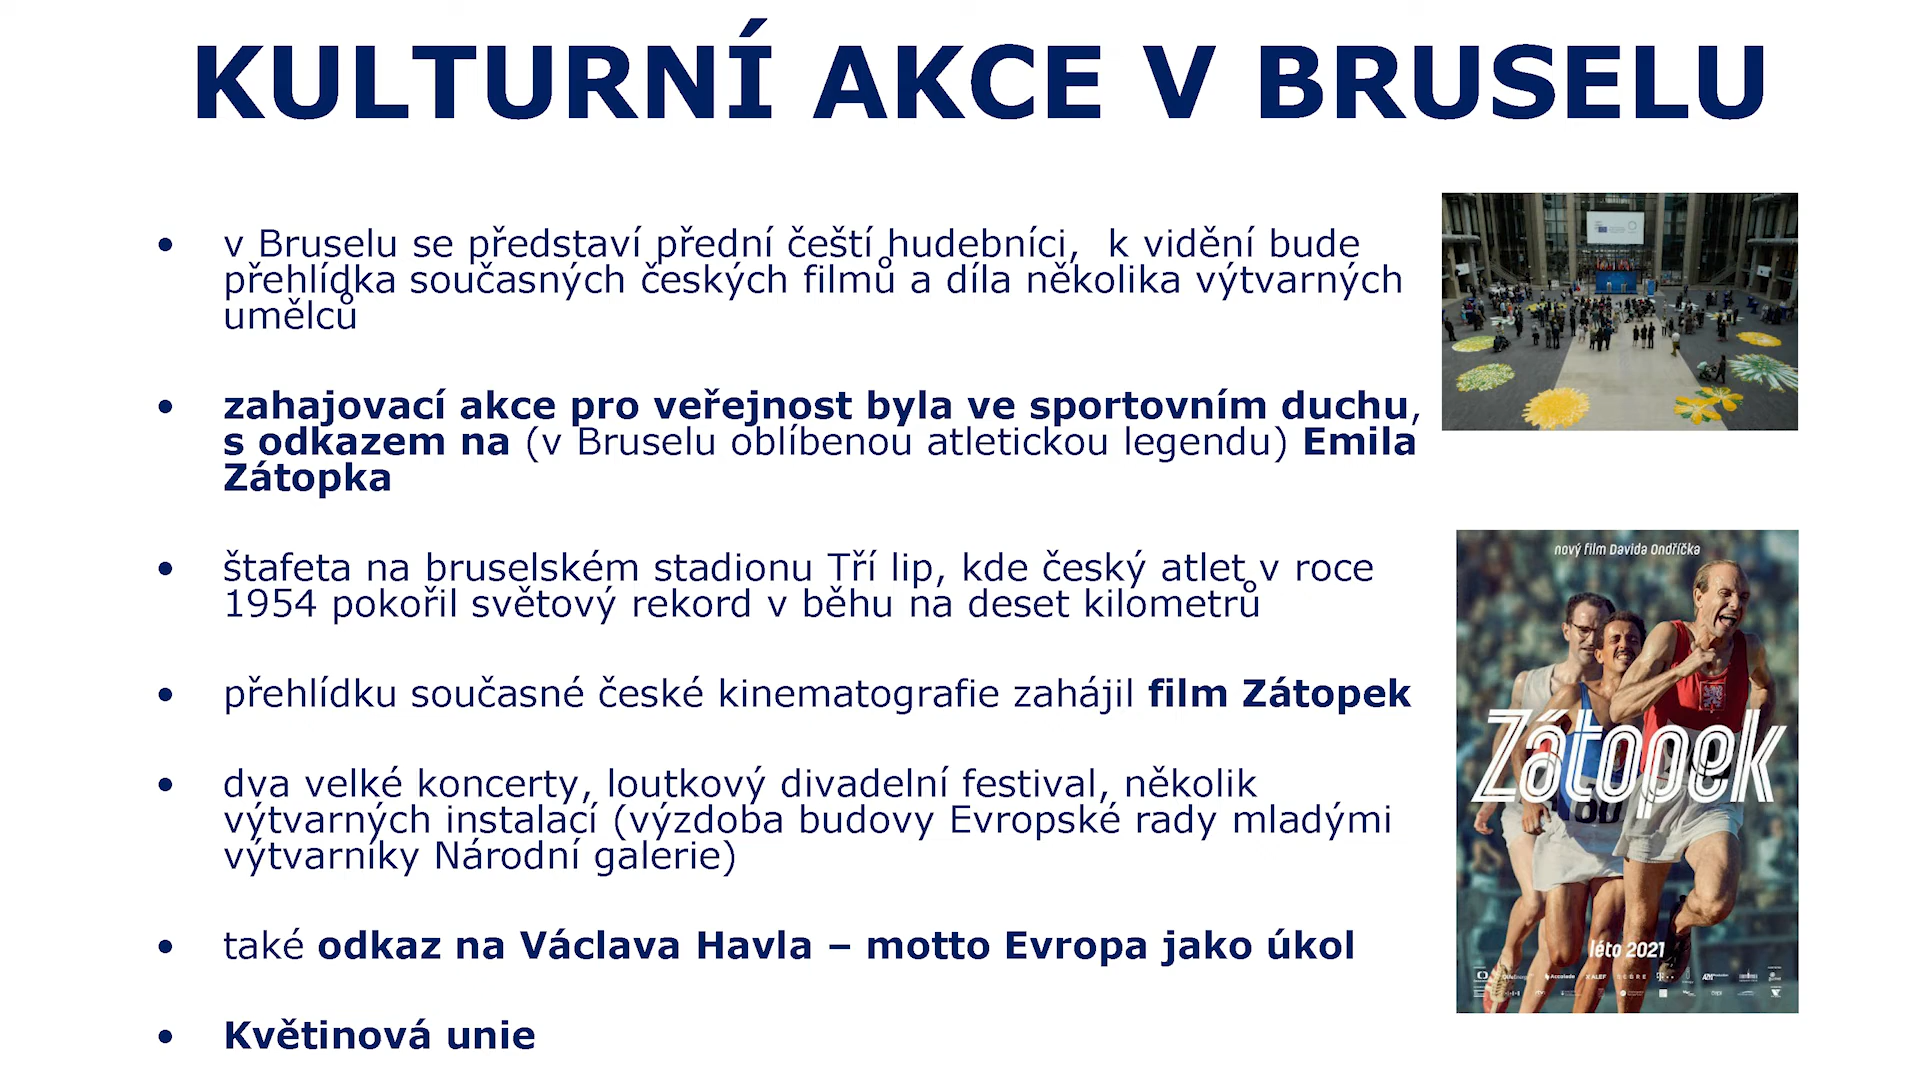 KULTURNÍ AKCE V BRUSELU
• v Bruselu se představí přední čeští hudebníci,  k vidění bude
přehlídka současných českých filmů a díla několika výtvarných
umělců
• zahajovací akce pro veřejnost byla ve sportovním duchu,
s odkazem na (v Bruselu oblíbenou atletickou legendu) Emila
Zátopka
• štafeta na bruselském stadionu Tří lip, kde český atlet v roce
1954 pokořil světový rekord v běhu na deset kilometrů
• přehlídku současné české kinematografie zahájil film Zátopek
• dva velké koncerty, loutkový divadelní festival, několik
výtvarných instalací (výzdoba budovy Evropské rady mladými
výtvarníky Národní galerie)
• také odkaz na Václava Havla – motto Evropa jako úkol
• Květinová unie
nový film Davida Ondříčka
Zátopek
léto 2021
Accolade ALEF SCORE